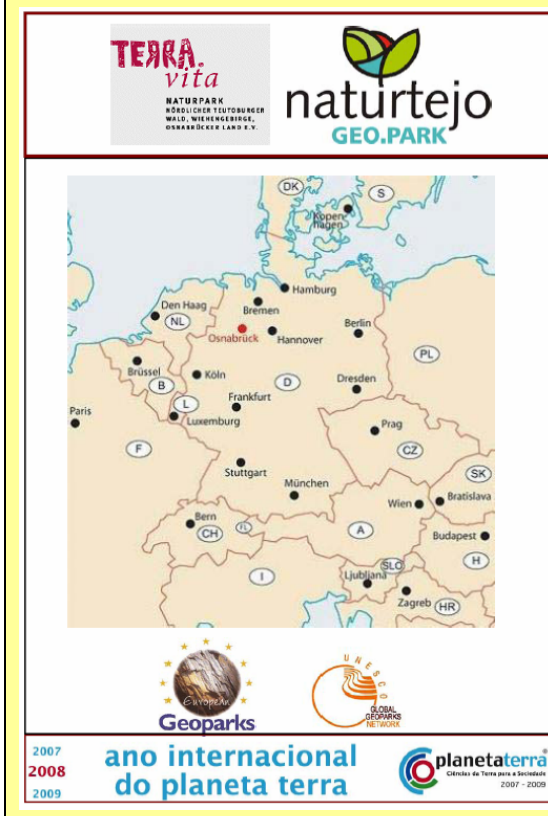 TERRA.
vita
NATURPARK
NÖRDLICHER TEUTOBURGER
WALD, WIEHENGEBIRGE,
OSNABRÜCKER LAND E.V.
naturtejo
GEO.PARK
DK
S
Kopen-
hagen
Hamburg
Den Haag
Bremen
NL
Berlin
Osnabrück
Hannover
PL
Brüssel
Köln
B
D
Dresden
L
Frankfurt
Paris
Luxemburg
Prag
F
CZ
Stuttgart
SK
München
Wien
Bratislava
Bern
FL
CH
A
Budapest
SLO
H
I
Ljubljana
Zagreb
HR
European
Geoparks
UNESCO
GLOBAL
GEOPARKS
NETWORK
2007
2008
2009
ano internacional
do planeta terra
planetaterra
Ciências da Terra para a Sociedade
2007 - 2009